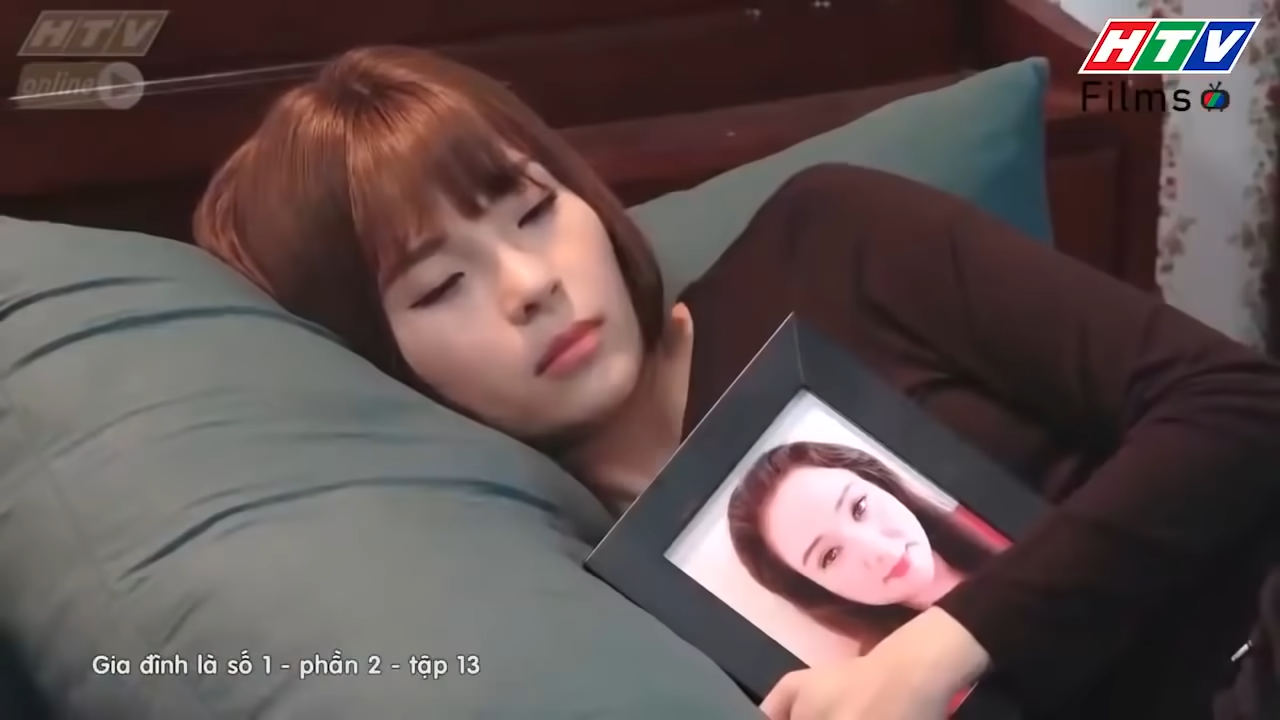 HTV
online
HTV
Films
Gia đình là số 1 - phần 2 - tập 13